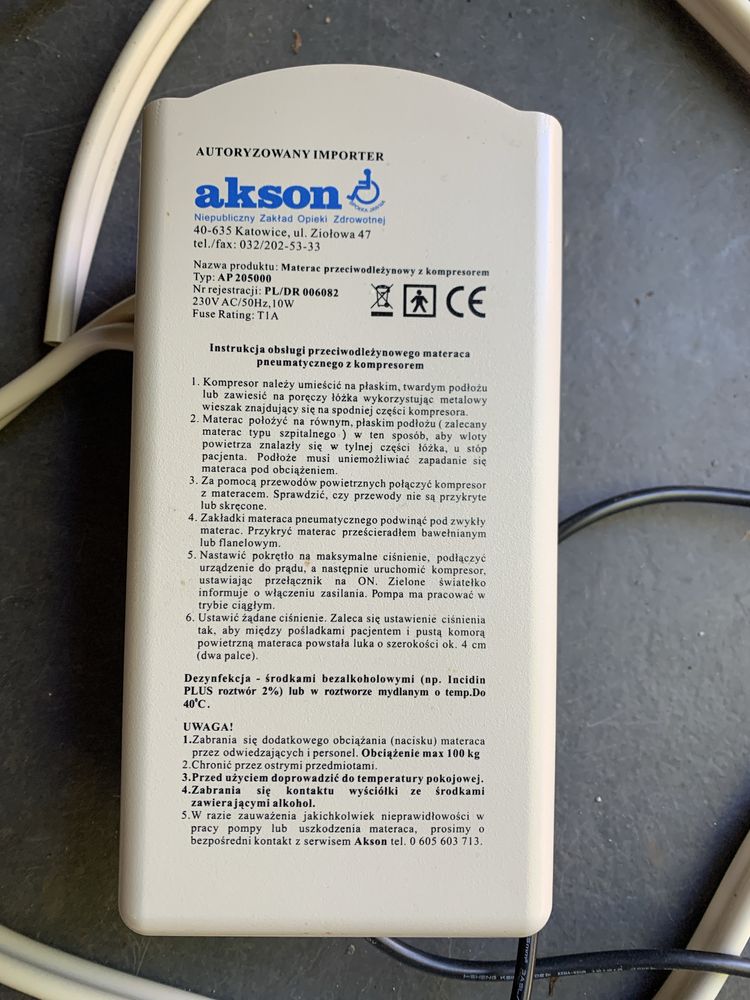 AUTORYZOWANY IMPORTER
akson
SPÓŁKA JAWNA
Niepubliczny Zakład Opieki Zdrowotnej
40-635 Katowice, ul. Ziołowa 47
tel./fax: 032/202-53-33
Nazwa produktu: Materac przeciwodleżynowy z kompresorem
Typ: AP 205000
Nr rejestracji: PL/DR 006082
230V AC/50Hz,10W
Fuse Rating: T1A
CE
Instrukcja obsługi przeciwodleżynowego materaca
pneumatycznego z kompresorem
1. Kompresor należy umieścić na płaskim, twardym podłożu
lub zawiesić na poręczy łóżka wykorzystując metalowy
wieszak znajdujący się na spodniej części kompresora.
2. Materac położyć na równym, płaskim podłożu ( zalecany
materac typu szpitalnego ) w ten sposób, aby wloty
powietrza znalazły się w tylnej części łóżka, u stóp
pacjenta. Podłoże musi uniemożliwiać zapadanie się
materaca pod obciążeniem.
3. Za pomocą przewodów powietrznych połączyć kompresor
z materacem. Sprawdzić, czy przewody nie są przykryte
lub skręcone.
4. Zakładki materaca pneumatycznego podwinąć pod zwykły
materac. Przykryć materac prześcieradłem bawełnianym
lub flanelowym.
5. Nastawić pokrętło na maksymalne ciśnienie, podłączyć
urządzenie do prądu, a następnie uruchomić kompresor,
ustawiając przełącznik na ON. Zielone światełko
informuje o włączeniu zasilania. Pompa ma pracować w
trybie ciągłym.
6. Ustawić żądane ciśnienie. Zaleca się ustawienie ciśnienia
tak, aby między pośladkami pacjentem i pustą komorą
powietrzną materaca powstała luka o szerokości ok. 4 cm
(dwa palce).
Dezynfekcja - środkami bezalkoholowymi (np. Incidin
PLUS roztwór 2%) lub w roztworze mydlanym o temp.Do
40°C.
UWAGA!
1.Zabrania się dodatkowego obciążania (nacisku) materaca
przez odwiedzających i personel. Obciążenie max 100 kg
2.Chronić przez ostrymi przedmiotami.
3.Przed użyciem doprowadzić do temperatury pokojowej.
4.Zabrania się kontaktu wyściółki ze środkami
zawierającymi alkohol.
5.W razie zauważenia jakichkolwiek nieprawidłowości w
pracy pompy lub uszkodzenia materaca, prosimy o
bezpośredni kontakt z serwisem Akson tel. 0 605 603 713.